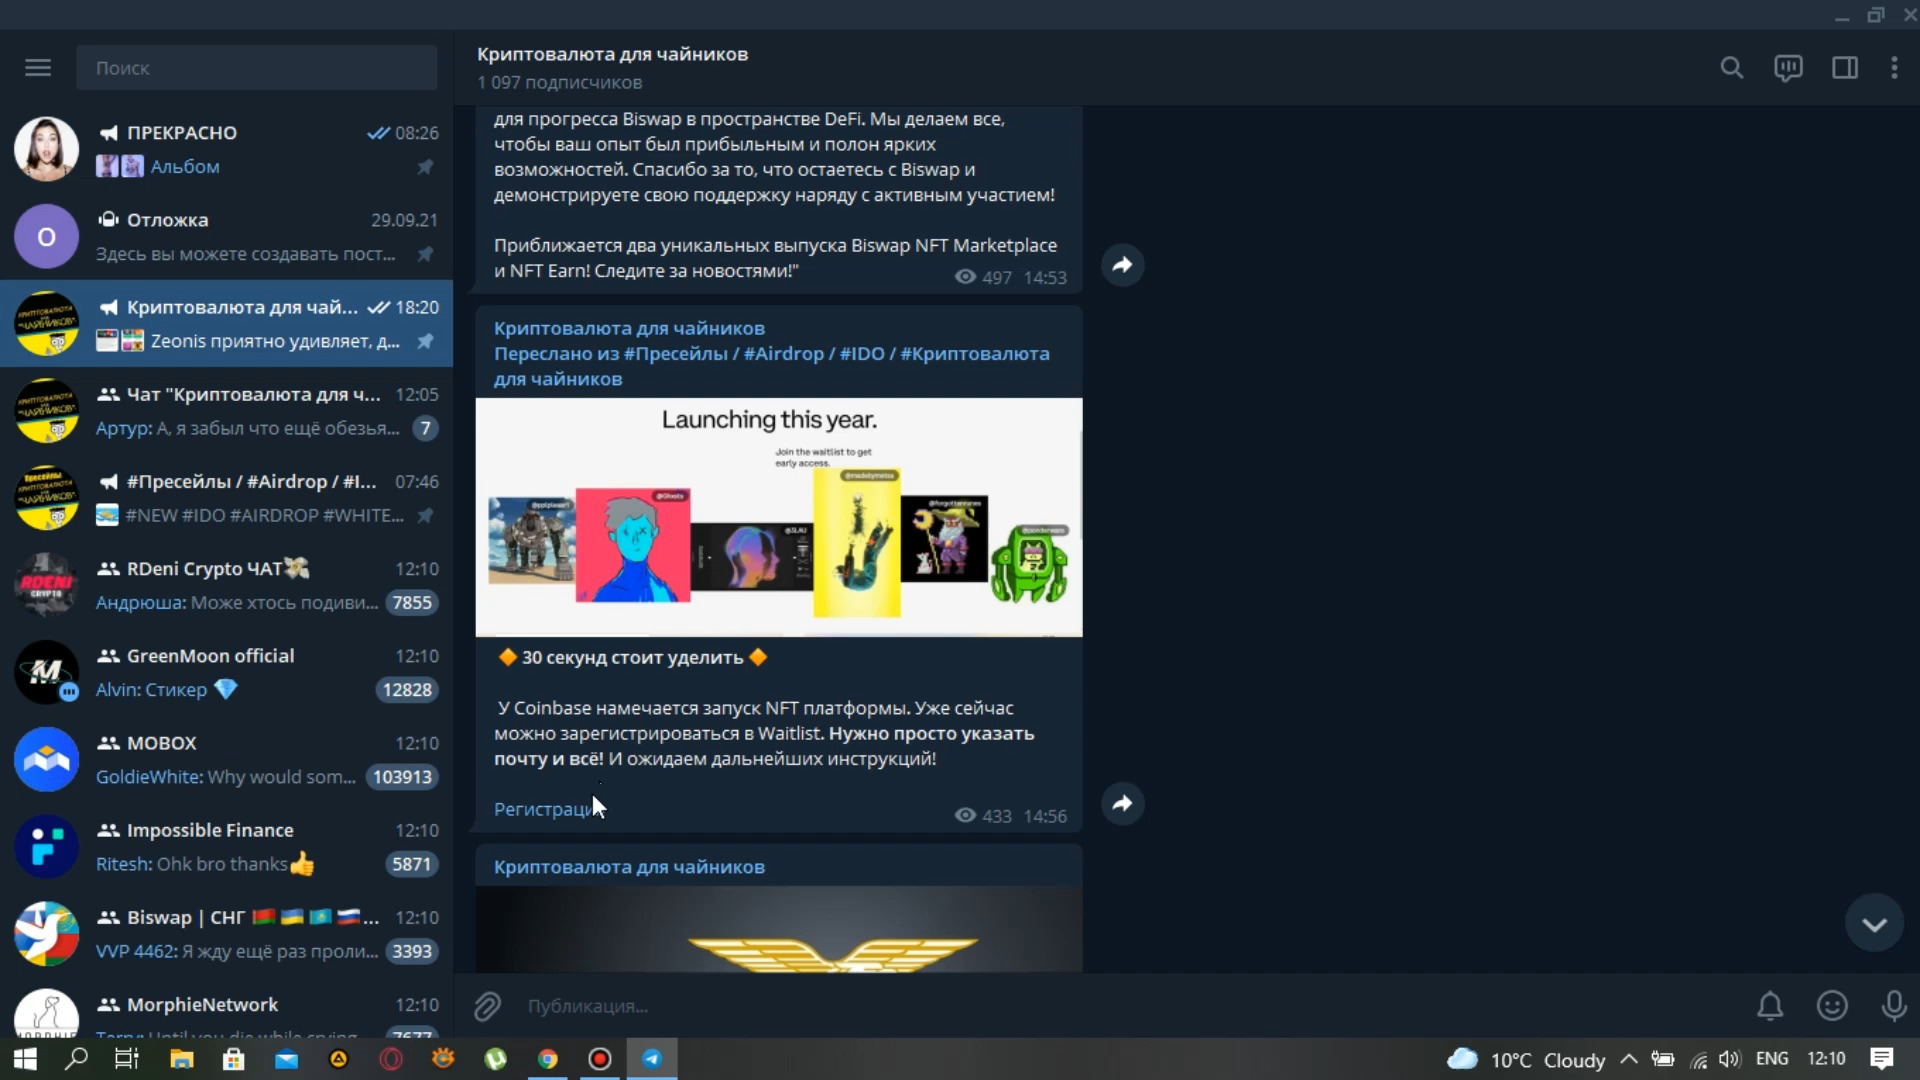 Поиск
ПРЕКРАСНО
08:26
Альбом
О
Отложка
29.09.21
Здесь вы можете создавать пост...
Криптовалюта для чай...
18:20
Zeonis приятно удивляет, д...
Чат "Криптовалюта для ч...
12:05
Артур: А, я забыл что ещё обезья...
7
#Пресейлы / #Airdrop / #I...
07:46
#NEW #IDO #AIRDROP #WHITE...
RDENI
CRYPTO
RDeni Crypto ЧАТ
12:10
Андрюша: Може хтось подиви...
7855
GreenMoon official
12:10
Alvin: Стикер
12828
MOBOX
12:10
GoldieWhite: Why would som...
103913
Impossible Finance
12:10
Ritesh: Ohk bro thanks
5871
Biswap | СНГ
...
12:10
VVP 4462: Я жду ещё раз проли...
3393
MorphieNetwork
12:10
Криптовалюта для чайников
1 097 подписчиков
для прогресса Biswap в пространстве DeFi. Мы делаем все,
чтобы ваш опыт был прибыльным и полон ярких
возможностей. Спасибо за то, что остаетесь с Biswap и
демонстрируете свою поддержку наряду с активным участием!
Приближается два уникальных выпуска Biswap NFT Marketplace
и NFT Earn! Следите за новостями!"
497 14:53
Криптовалюта для чайников
Переслано из #Пресейлы / #Airdrop / #IDO / #Криптовалюта
для чайников
Launching this year.
Join the waitlist to get
early access.
30 секунд стоит уделить
У Coinbase намечается запуск NFT платформы. Уже сейчас
можно зарегистрироваться в Waitlist. Нужно просто указать
почту и всё! И ожидаем дальнейших инструкций!
433 14:56
Криптовалюта для чайников
Публикация...
10°C Cloudy
ENG
12:10